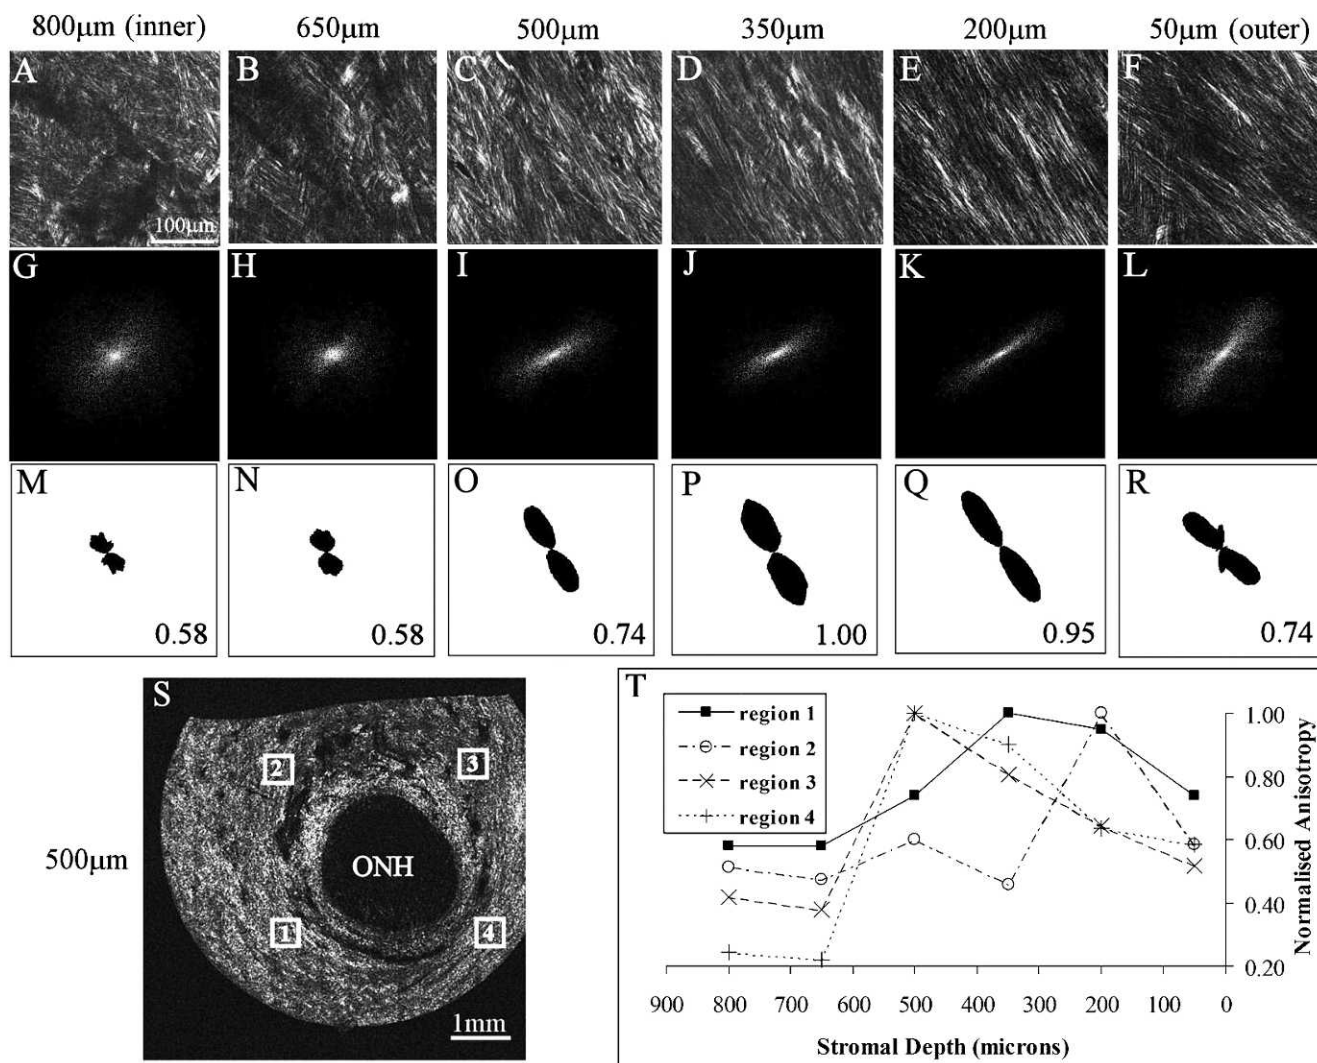 800μm (inner) 650μm 500μm 350μm 200μm 50μm (outer)
A B C D E F
100μm
G H I J K L
M N O P Q R
0.58 0.58 0.74 1.00 0.95 0.74
S
500μm
2 3
ONH
1 4
1mm
T
region 1
region 2
region 3
region 4
1.00
0.80
0.60
0.40
0.20
Normalised Anisotropy
900 800 700 600 500 400 300 200 100 0
Stromal Depth (microns)